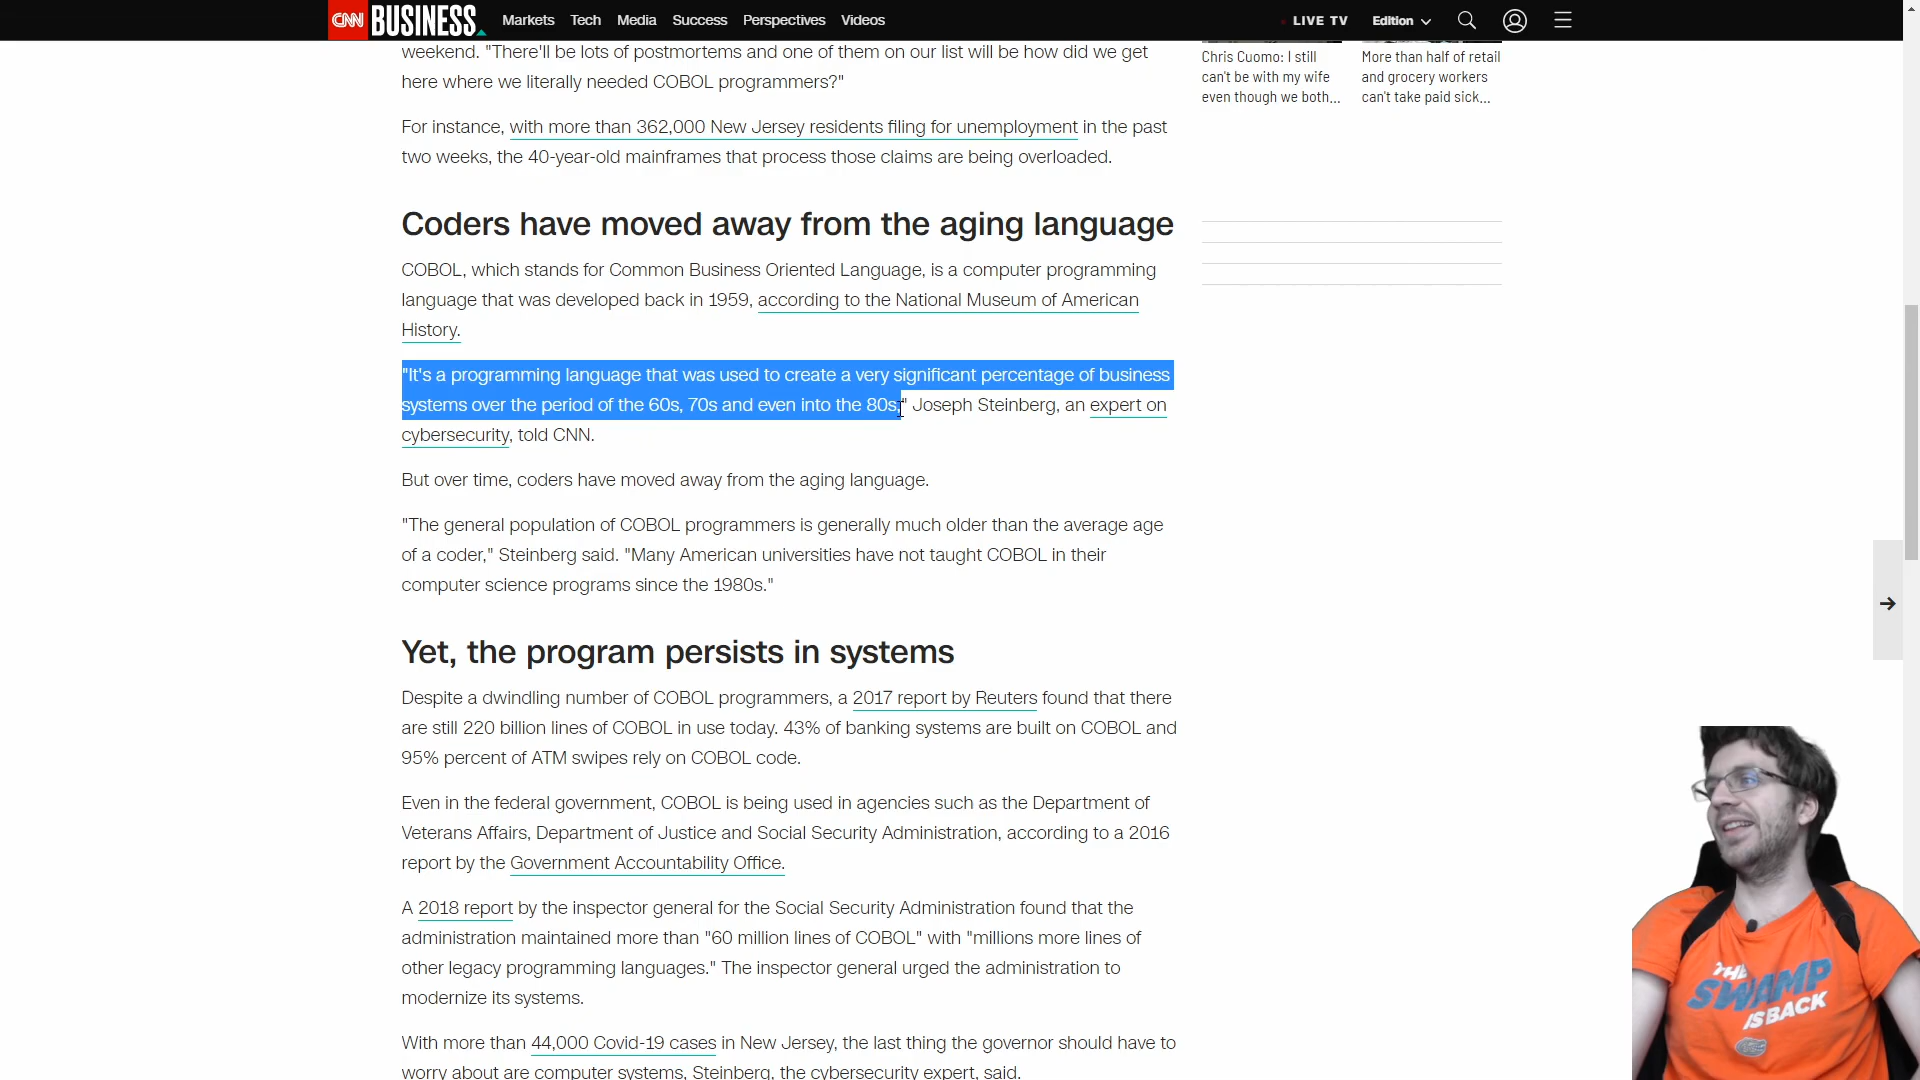 CNN BUSINESS Markets Tech Media Success Perspectives Videos LIVE TV Edition
weekend. "There'll be lots of postmortems and one of them on our list will be how did we get
here where we literally needed COBOL programmers?"
For instance, with more than 362,000 New Jersey residents filing for unemployment in the past
two weeks, the 40-year-old mainframes that process those claims are being overloaded.
Coders have moved away from the aging language
COBOL, which stands for Common Business Oriented Language, is a computer programming
language that was developed back in 1959, according to the National Museum of American
History.
"It's a programming language that was used to create a very significant percentage of business
systems over the period of the 60s, 70s and even into the 80s," Joseph Steinberg, an expert on
cybersecurity, told CNN.
But over time, coders have moved away from the aging language.
"The general population of COBOL programmers is generally much older than the average age
of a coder," Steinberg said. "Many American universities have not taught COBOL in their
computer science programs since the 1980s."
Yet, the program persists in systems
Despite a dwindling number of COBOL programmers, a 2017 report by Reuters found that there
are still 220 billion lines of COBOL in use today. 43% of banking systems are built on COBOL and
95% percent of ATM swipes rely on COBOL code.
Even in the federal government, COBOL is being used in agencies such as the Department of
Veterans Affairs, Department of Justice and Social Security Administration, according to a 2016
report by the Government Accountability Office.
A 2018 report by the inspector general for the Social Security Administration found that the
administration maintained more than "60 million lines of COBOL" with "millions more lines of
other legacy programming languages." The inspector general urged the administration to
modernize its systems.
With more than 44,000 Covid-19 cases in New Jersey, the last thing the governor should have to
worry about are computer systems, Steinberg, the cybersecurity expert, said.
Chris Cuomo: I still
can't be with my wife
even though we both...
More than half of retail
and grocery workers
can't take paid sick...
THE
SWAMP
IS BACK